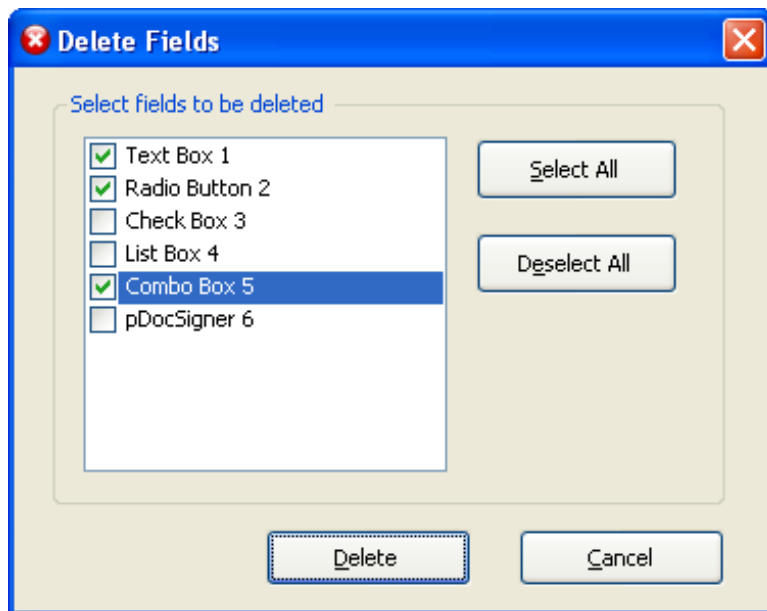 Delete Fields
Select fields to be deleted
Text Box 1
Radio Button 2
Check Box 3
List Box 4
Combo Box 5
pDocSigner 6
Select All
Deselect All
Delete
Cancel